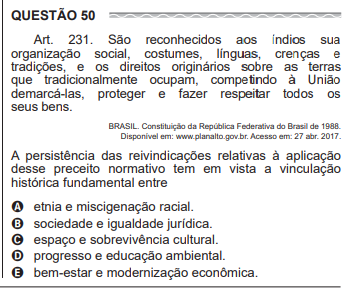 QUESTÃO 50
Art. 231. São reconhecidos aos índios sua
organização social, costumes, línguas, crenças e
tradições, e os direitos originários sobre as terras
que tradicionalmente ocupam, competindo à União
demarcá-las, proteger e fazer respeitar todos os
seus bens.
BRASIL. Constituição da República Federativa do Brasil de 1988.
Disponível em: www.planalto.gov.br. Acesso em: 27 abr. 2017.
A persistência das reivindicações relativas à aplicação
desse preceito normativo tem em vista a vinculação
histórica fundamental entre
A etnia e miscigenação racial.
B sociedade e igualdade jurídica.
C espaço e sobrevivência cultural.
D progresso e educação ambiental.
E bem-estar e modernização econômica.